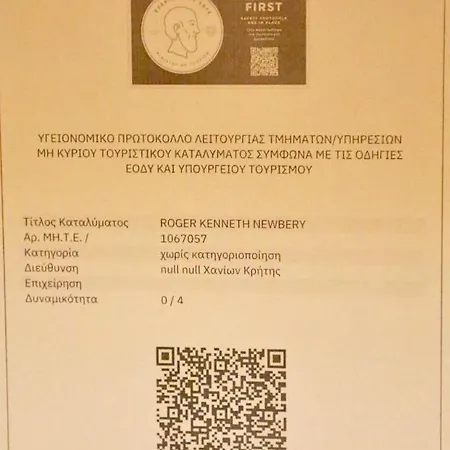 FIRST
ΥΓΕΙΟΝΟΜΙΚΟ ΠΡΩΤΟΚΟΛΛΟ ΛΕΙΤΟΥΡΓΙΑΣ ΤΜΗΜΑΤΩΝ/ΥΠΗΡΕΣΙΩΝ
ΜΗ ΚΥΡΙΟΥ ΤΟΥΡΙΣΤΙΚΟΥ ΚΑΤΑΛΥΜΑΤΟΣ ΣΥΜΦΩΝΑ ΜΕ ΤΙΣ ΟΔΗΓΙΕΣ
ΕΟΔΥ ΚΑΙ ΥΠΟΥΡΓΕΙΟΥ ΤΟΥΡΙΣΜΟΥ
Τίτλος Καταλύματος ROGER KENNETH NEWBERY
Αρ. ΜΗ.Τ.Ε. / 1067057
Κατηγορία χωρίς κατηγοριοποίηση
Διεύθυνση null null Χανίων Κρήτης
Επιχείρηση
Δυναμικότητα 0 / 4